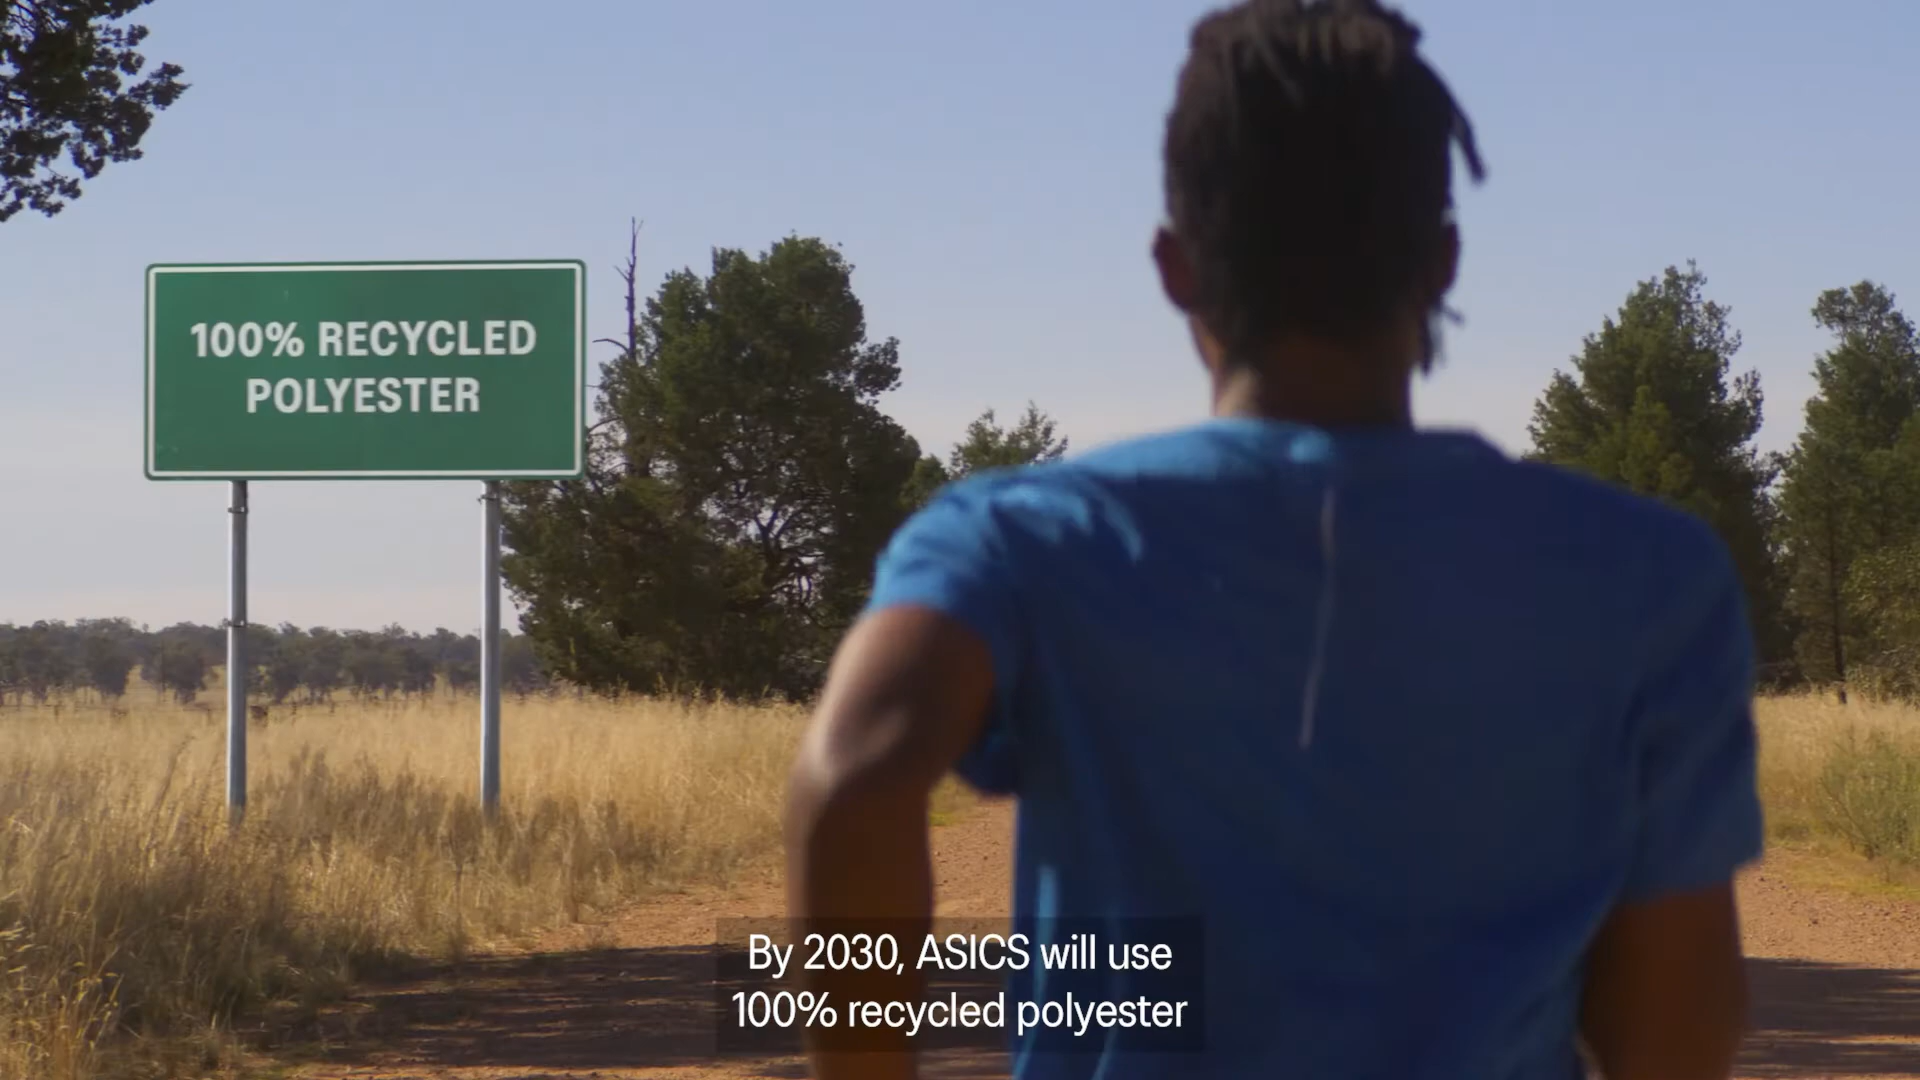 100% RECYCLED
POLYESTER
By 2030, ASICS will use
100% recycled polyester